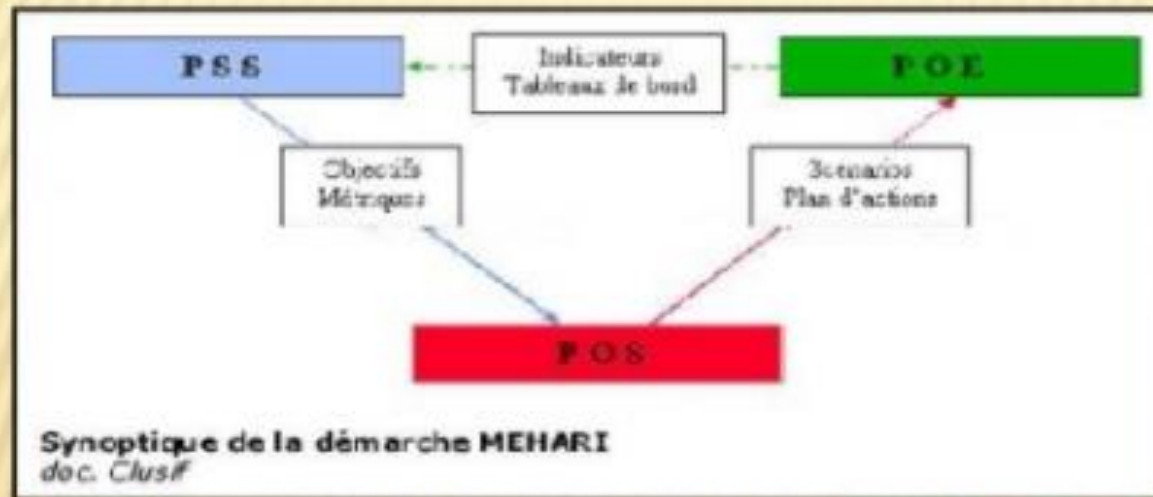 PSS
Indicateurs
Tableaux de bord
POE
Objectifs
Métriques
Scenarios
Plan d'actions
POS
Synoptique de la démarche MEHARI
doc. Clusif